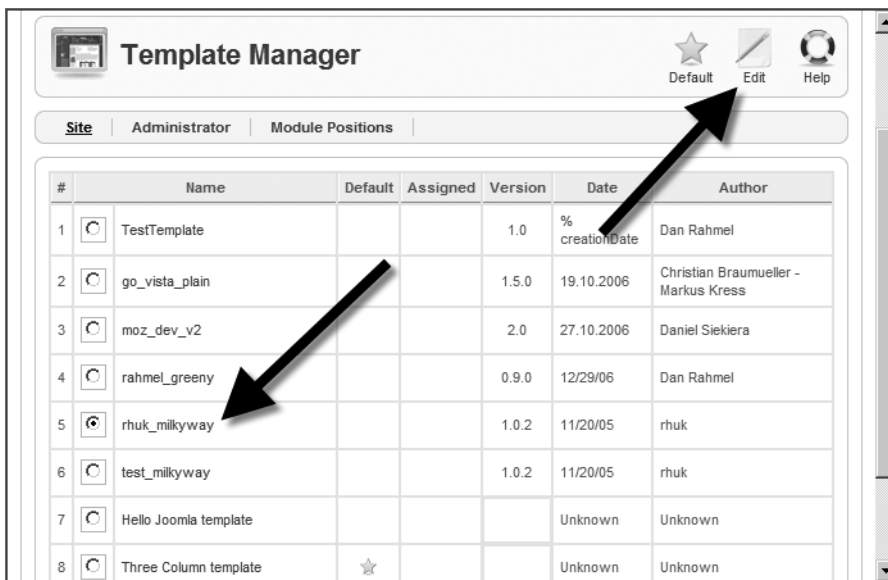 Template Manager
Default Edit Help
Site Administrator Module Positions
# Name Default Assigned Version Date Author
1 TestTemplate 1.0 % creationDate Dan Rahmel
2 go_vista_plain 1.5.0 19.10.2006 Christian Braumueller - Markus Kress
3 moz_dev_v2 2.0 27.10.2006 Daniel Siekiera
4 rahmel_greeny 0.9.0 12/29/06 Dan Rahmel
5 rhuk_milkyway 1.0.2 11/20/05 rhuk
6 test_milkyway 1.0.2 11/20/05 rhuk
7 Hello Joomla template Unknown Unknown
8 Three Column template Unknown Unknown